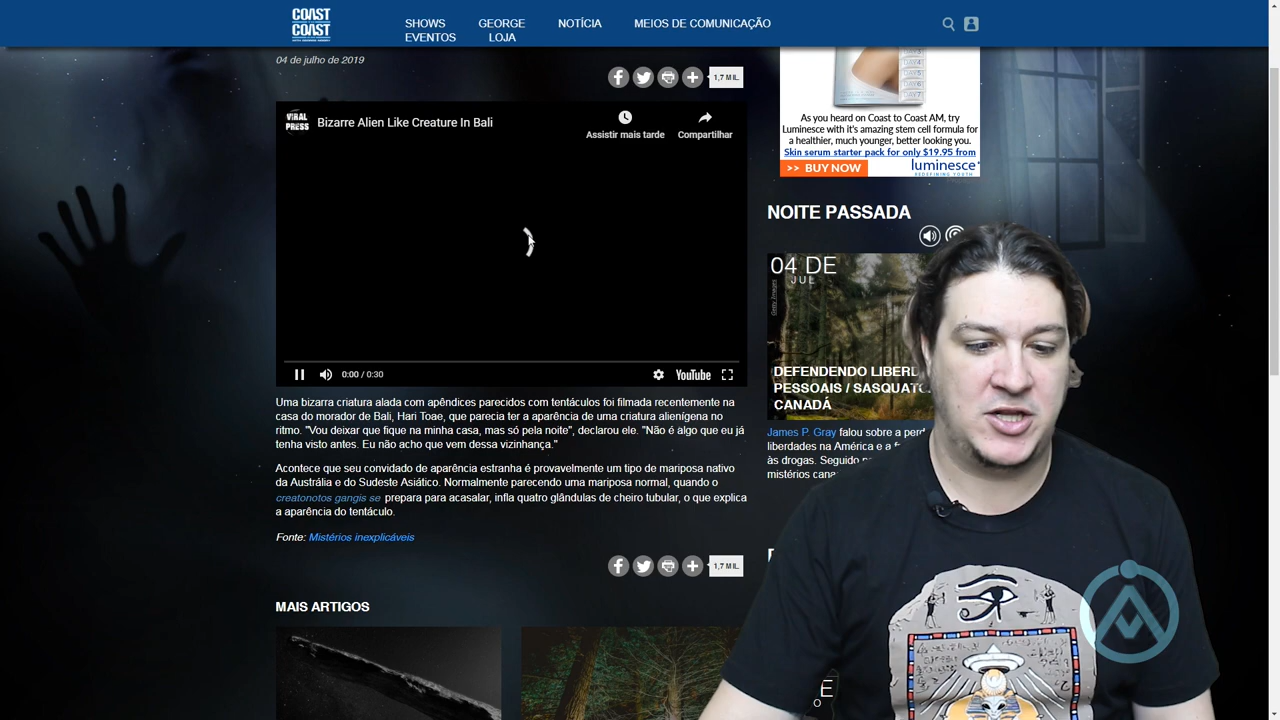 COAST
TO
COAST
SHOWS
GEORGE
NOTÍCIA
MEIOS DE COMUNICAÇÃO
EVENTOS
LOJA
04 de julho de 2019
1,7 MIL.
VIRAL
PRESS
Bizarre Alien Like Creature In Bali
Assistir mais tarde
Compartilhar
0:00 / 0:30
YouTube
Uma bizarra criatura alada com apêndices parecidos com tentáculos foi filmada recentemente na
casa do morador de Bali, Hari Toae, que parecia ter a aparência de uma criatura alienígena no
ritmo. "Vou deixar que fique na minha casa, mas só pela noite", declarou ele. "Não é algo que eu já
tenha visto antes. Eu não acho que vem dessa vizinhança."
Acontece que seu convidado de aparência estranha é provavelmente um tipo de mariposa nativo
da Austrália e do Sudeste Asiático. Normalmente parecendo uma mariposa normal, quando o
creatonotos gangis se prepara para acasalar, infla quatro glândulas de cheiro tubular, o que explica
a aparência do tentáculo.
Fonte: Mistérios inexplicáveis
1,7 MIL.
MAIS ARTIGOS
DAY4
DAY5
DAY6
DAY7
As you heard on Coast to Coast AM, try
Luminesce with it's amazing stem cell formula for
a healthier, much younger, better looking you.
Skin serum starter pack for only $19.95 from
>> BUY NOW
luminesce
REDEFINING YOUTH
NOITE PASSADA
04 DE
JUL
Getty Images
DEFENDENDO LIBERD
PESSOAIS / SASQUATC
CANADÁ
James P. Gray falou sobre a perd
liberdades na América e a
às drogas. Seguido
mistérios cana
E
O